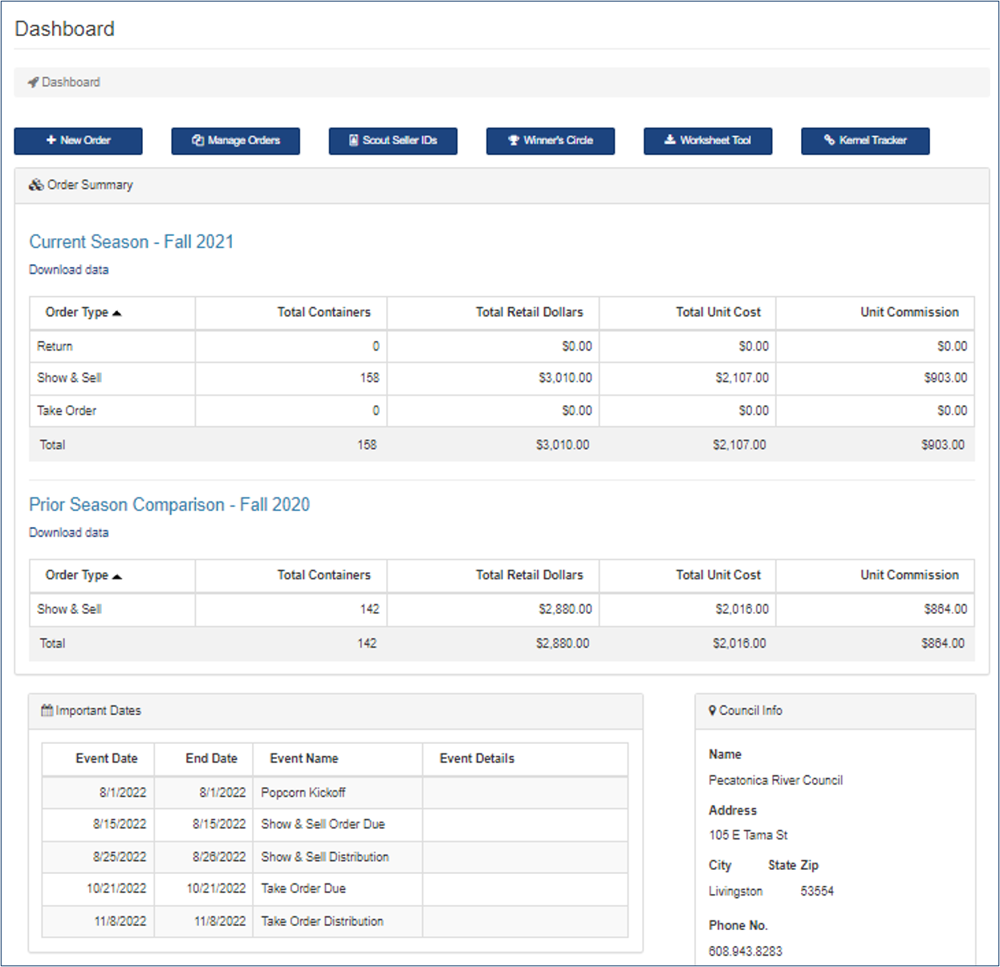 Dashboard
Dashboard
New Order Manage Orders Scout Seller IDs Winner's Circle Worksheet Tool Kernel Tracker
Order Summary
Current Season - Fall 2021
Download data
Order Type Total Containers Total Retail Dollars Total Unit Cost Unit Commission
Return 0 $0.00 $0.00 $0.00
Show & Sell 158 $3,010.00 $2,107.00 $903.00
Take Order 0 $0.00 $0.00 $0.00
Total 158 $3,010.00 $2,107.00 $903.00
Prior Season Comparison - Fall 2020
Download data
Order Type Total Containers Total Retail Dollars Total Unit Cost Unit Commission
Show & Sell 142 $2,880.00 $2,016.00 $864.00
Total 142 $2,880.00 $2,016.00 $864.00
Important Dates
Event Date End Date Event Name Event Details
8/1/2022 8/1/2022 Popcorn Kickoff
8/15/2022 8/15/2022 Show & Sell Order Due
8/25/2022 8/26/2022 Show & Sell Distribution
10/21/2022 10/21/2022 Take Order Due
11/8/2022 11/8/2022 Take Order Distribution
Council Info
Name
Pecatonica River Council
Address
105 E Tama St
City State Zip
Livingston 53554
Phone No.
608.943.8283